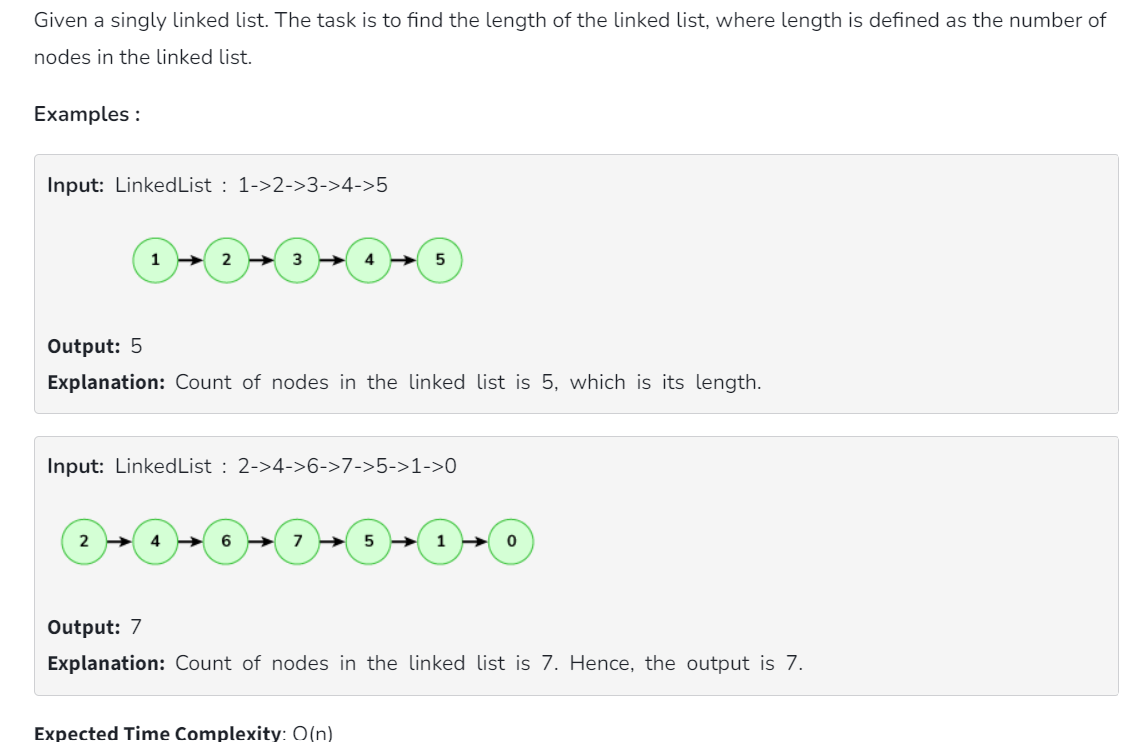 Given a singly linked list. The task is to find the length of the linked list, where length is defined as the number of
nodes in the linked list.
Examples :
Input: LinkedList : 1->2->3->4->5
1 2 3 4 5
Output: 5
Explanation: Count of nodes in the linked list is 5, which is its length.
Input: LinkedList : 2->4->6->7->5->1->0
2 4 6 7 5 1 0
Output: 7
Explanation: Count of nodes in the linked list is 7. Hence, the output is 7.
Expected Time Complexity: O(n)